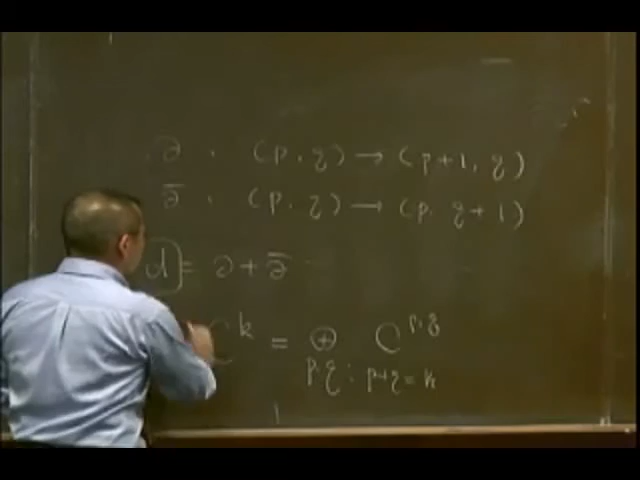 ∂ . (p, q) → (p+1, q)
∂̄ . (p, q) → (p, q+1)
d = ∂ + ∂̄
C^k = ⊕ C^{p,q}
p,q : p+q = k